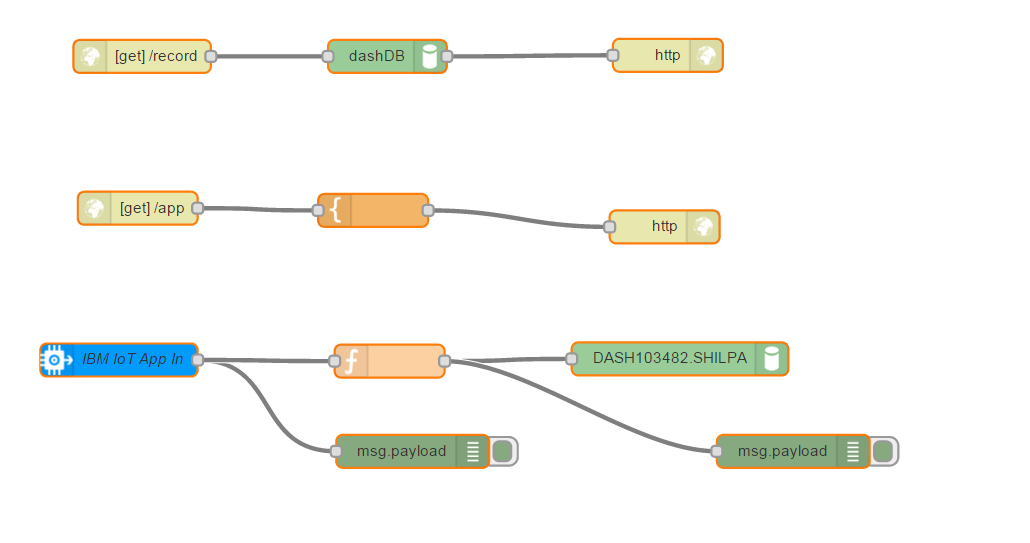 [get] /record
dashDB
http
[get] /app
{
http
IBM IoT App In
f
DASH103482.SHILPA
msg.payload
msg.payload